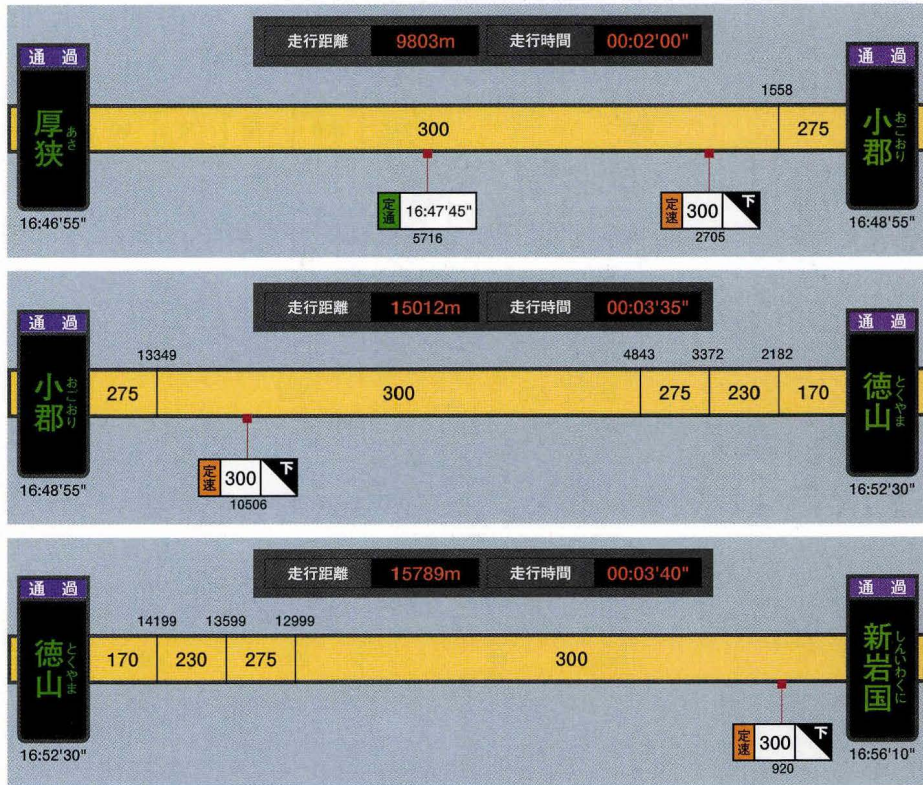 走行距離 9803m 走行時間 00:02'00"
通過
厚狭
あさ
16:46'55"
1558
300
275
定通 16:47'45"
5716
定速 300 下
2705
通過
小郡
おごおり
16:48'55"
走行距離 15012m 走行時間 00:03'35"
通過
小郡
おごおり
16:48'55"
13349
4843
3372
2182
275
300
275
230
170
定速 300 下
10506
通過
徳山
とくやま
16:52'30"
走行距離 15789m 走行時間 00:03'40"
通過
徳山
とくやま
16:52'30"
14199
13599
12999
170
230
275
300
定速 300 下
920
通過
新岩国
しんいわくに
16:56'10"